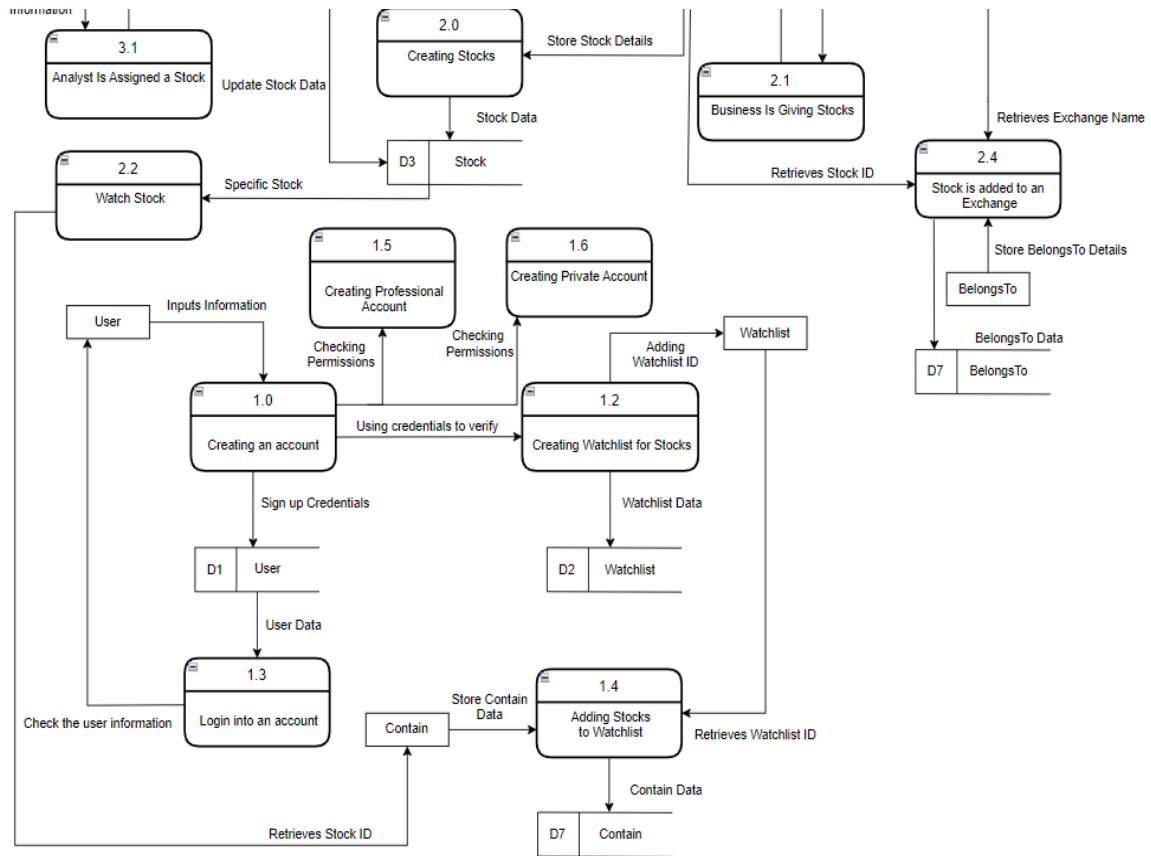 Information
3.1
Analyst Is Assigned a Stock
Update Stock Data
2.0
Creating Stocks
Store Stock Details
2.1
Business Is Giving Stocks
Retrieves Exchange Name
Stock Data
D3
Stock
2.2
Watch Stock
Specific Stock
Retrieves Stock ID
2.4
Stock is added to an
Exchange
Store BelongsTo Details
BelongsTo
BelongsTo Data
D7
BelongsTo
1.5
Creating Professional
Account
1.6
Creating Private Account
User
Inputs Information
Checking
Permissions
Checking
Permissions
Adding
Watchlist ID
Watchlist
1.0
Creating an account
Using credentials to verify
1.2
Creating Watchlist for Stocks
Sign up Credentials
Watchlist Data
D1
User
D2
Watchlist
User Data
1.3
Login into an account
Check the user information
Contain
Store Contain
Data
1.4
Adding Stocks
to Watchlist
Retrieves Watchlist ID
Contain Data
Retrieves Stock ID
D7
Contain